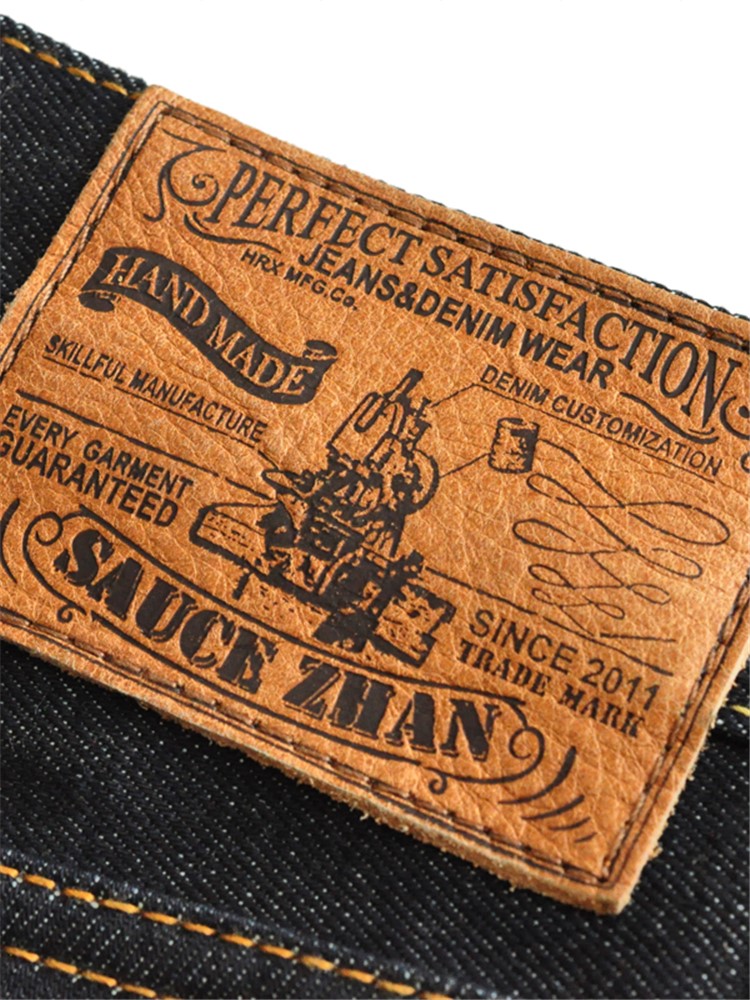 PERFECT SATISFACTION
JEANS&DENIM WEAR
HRX MFG.Co.
HAND MADE
SKILLFUL MANUFACTURE
DENIM CUSTOMIZATION
EVERY GARMENT
GUARANTEED
SINCE 2011
TRADE MARK
SAUCE ZHAN